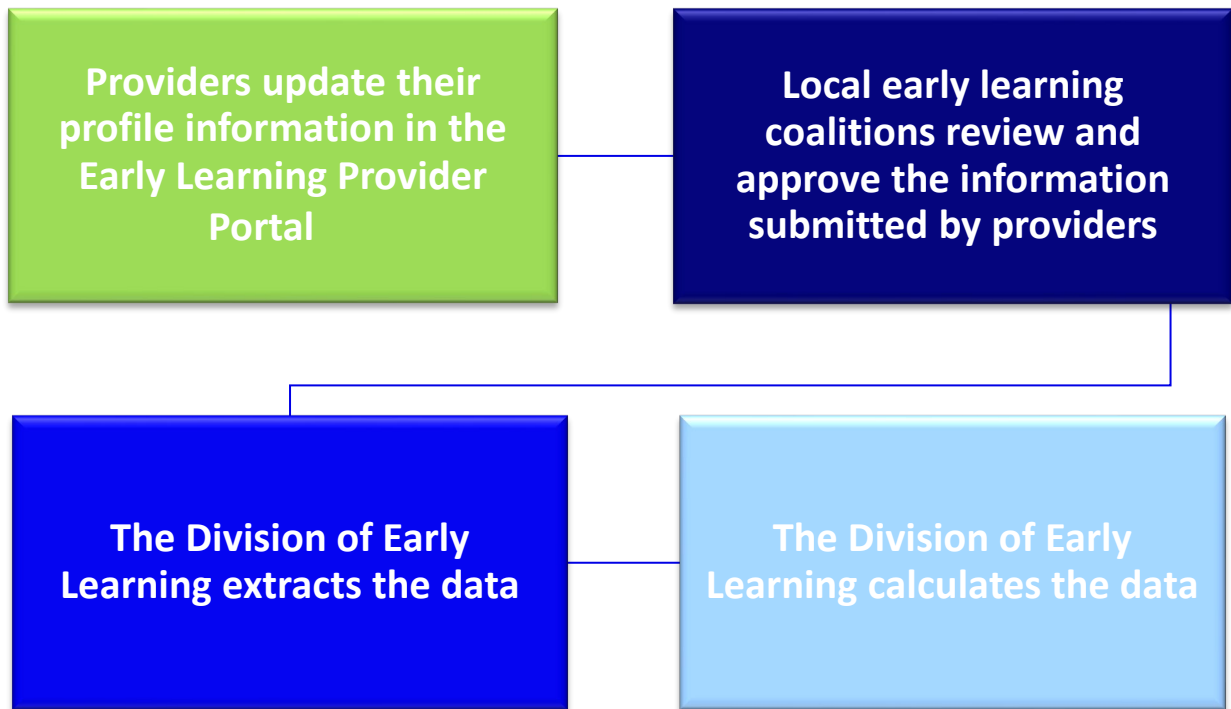 Providers update their
profile information in the
Early Learning Provider
Portal
Local early learning
coalitions review and
approve the information
submitted by providers
The Division of Early
Learning extracts the data
The Division of Early
Learning calculates the data